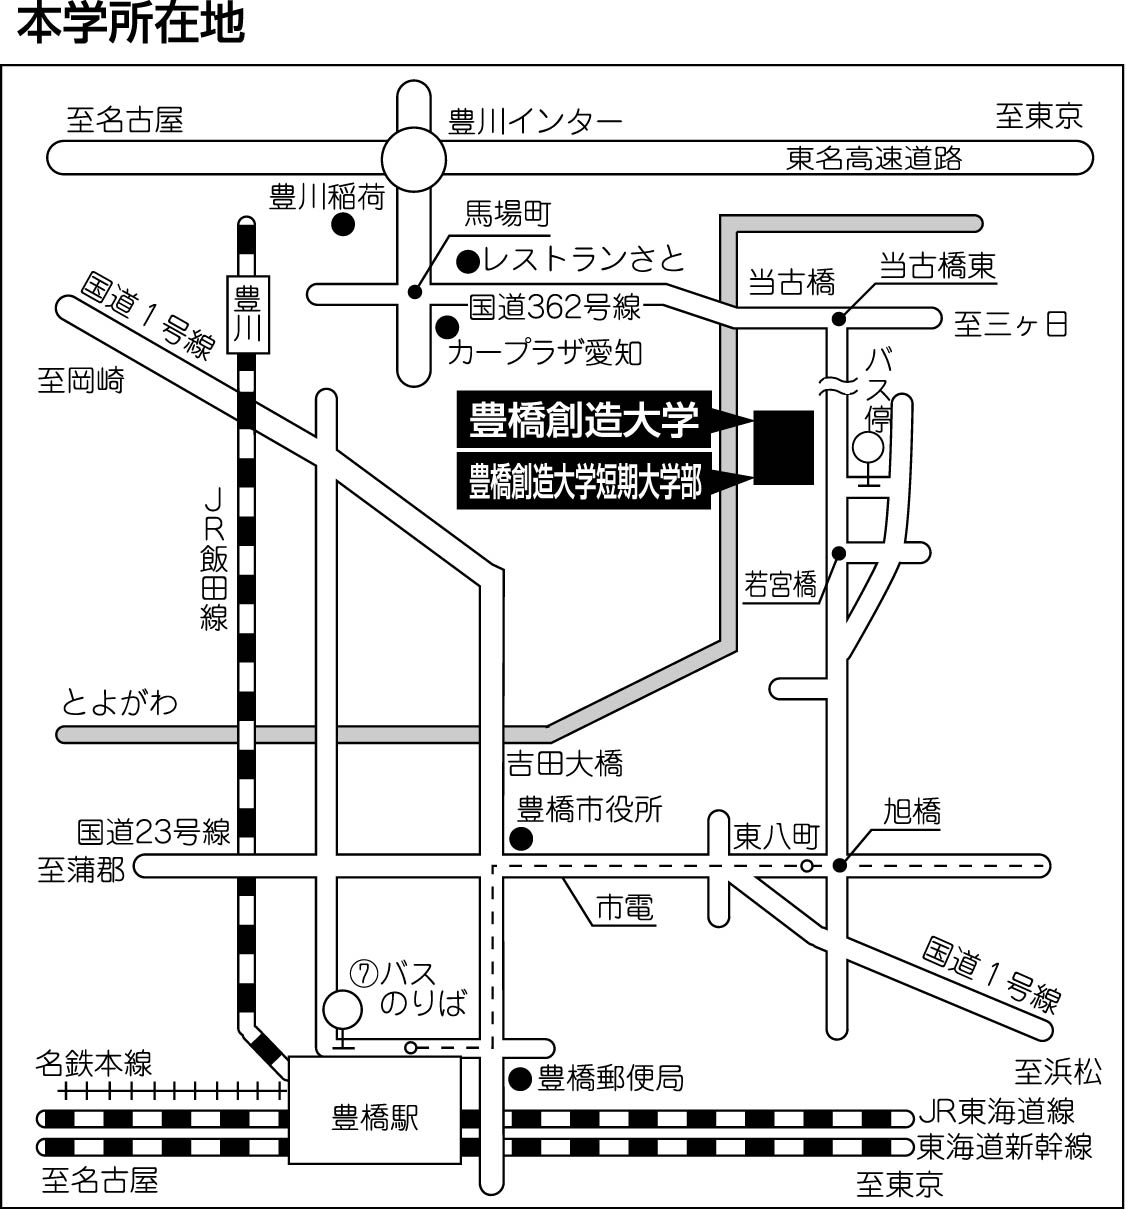 本学所在地
至名古屋
豊川インター
至東京
東名高速道路
豊川稲荷
馬場町
レストランさと
当古橋
当古橋東
国道1号線
豊川
国道362号線
至三ヶ日
カープラザ愛知
至岡崎
バス停
豊橋創造大学
豊橋創造大学短期大学部
JR飯田線
若宮橋
とよがわ
吉田大橋
豊橋市役所
国道23号線
東八町
旭橋
至蒲郡
市電
国道1号線
⑦バス
のりば
名鉄本線
豊橋郵便局
至浜松
豊橋駅
JR東海道線
東海道新幹線
至名古屋
至東京